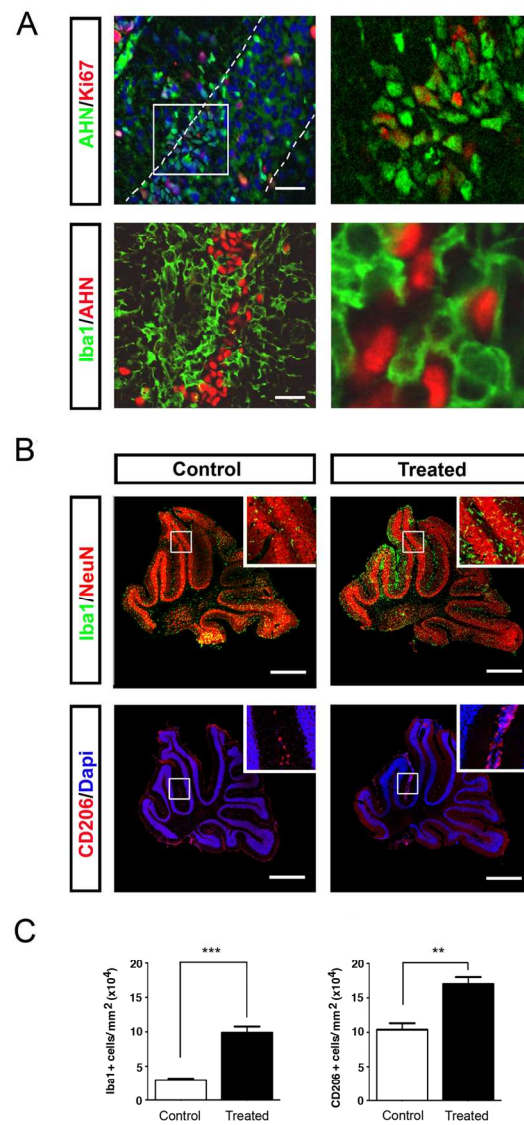 A
AHN/Ki67
Iba1/AHN
B
Control Treated
Iba1/NeuN
CD206/Dapi
C
Iba1+ cells/mm² (x10⁴)
20
15
10
5
0
***
Control Treated
CD206+ cells/mm² (x10⁴)
20
15
10
5
0
**
Control Treated